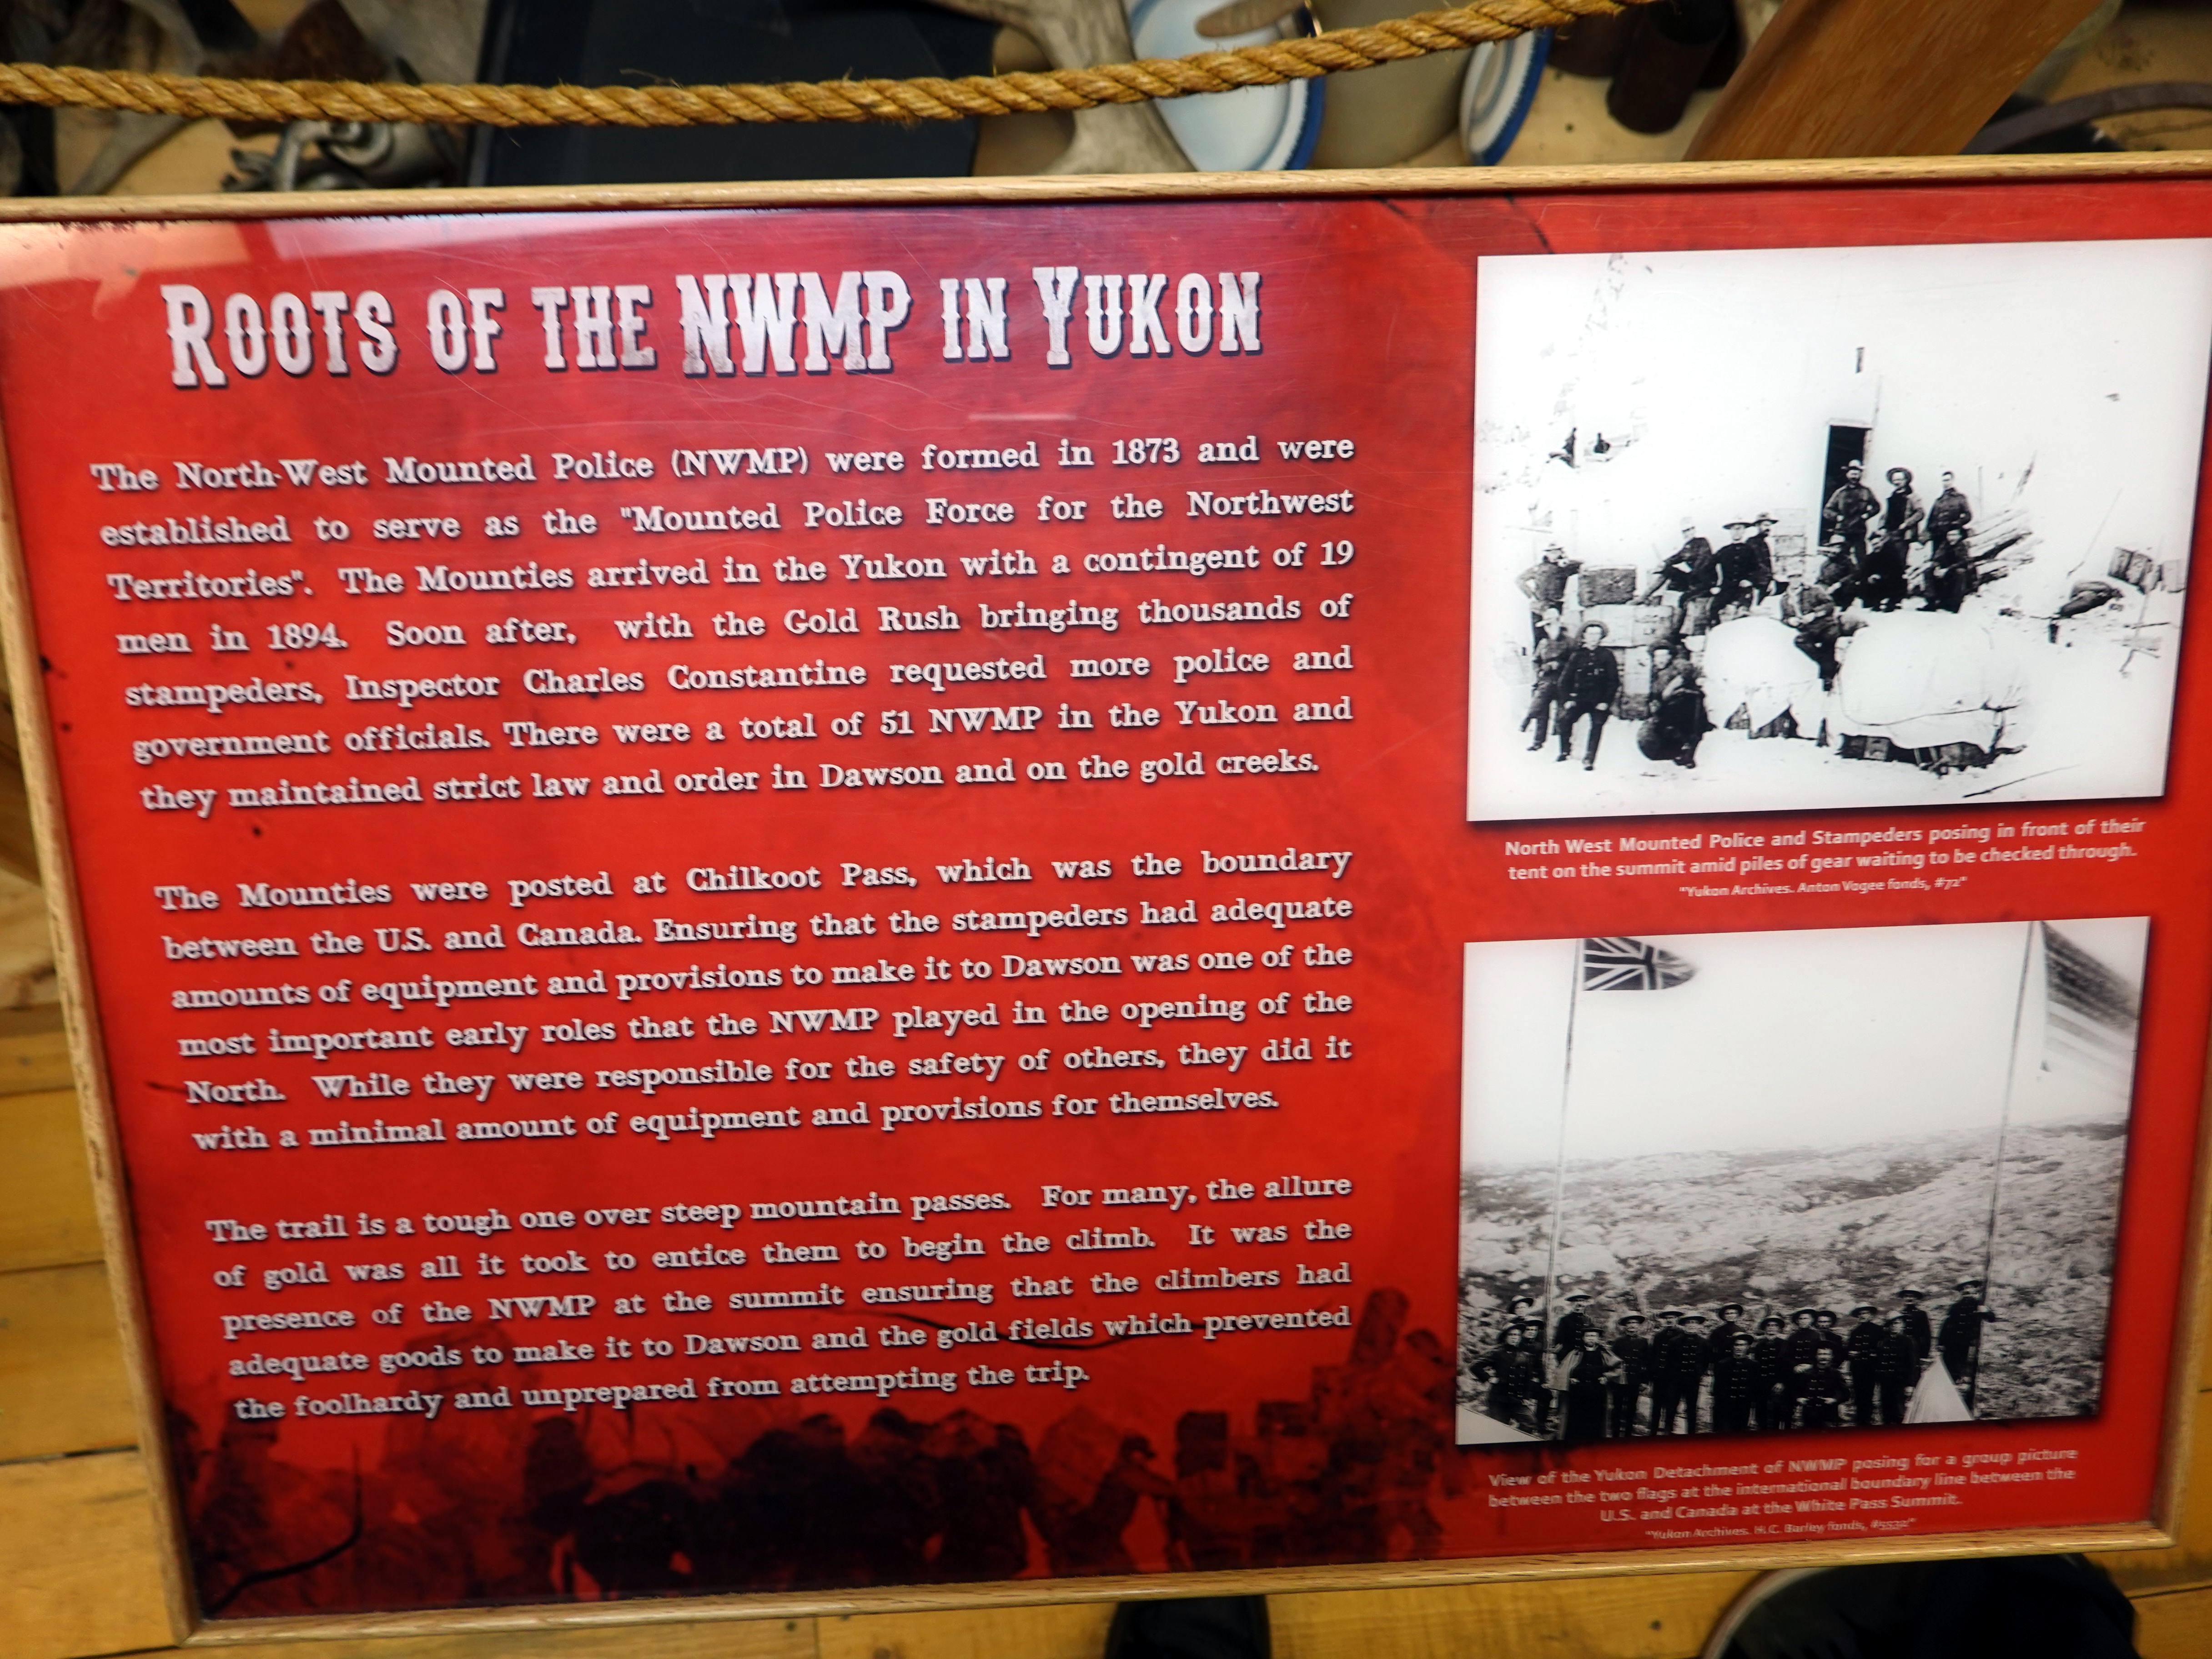 ROOTS OF THE NWMP IN YUKON
The North-West Mounted Police (NWMP) were formed in 1873 and were
established to serve as the "Mounted Police Force for the Northwest
Territories". The Mounties arrived in the Yukon with a contingent of 19
men in 1894. Soon after, with the Gold Rush bringing thousands of
stampeders, Inspector Charles Constantine requested more police and
government officials. There were a total of 51 NWMP in the Yukon and
they maintained strict law and order in Dawson and on the gold creeks.
The Mounties were posted at Chilkoot Pass, which was the boundary
between the U.S. and Canada. Ensuring that the stampeders had adequate
amounts of equipment and provisions to make it to Dawson was one of the
most important early roles that the NWMP played in the opening of the
North. While they were responsible for the safety of others, they did it
with a minimal amount of equipment and provisions for themselves.
The trail is a tough one over steep mountain passes. For many, the allure
of gold was all it took to entice them to begin the climb. It was the
presence of the NWMP at the summit ensuring that the climbers had
adequate goods to make it to Dawson and the gold fields which prevented
the foolhardy and unprepared from attempting the trip.
North West Mounted Police and Stampeders posing in front of their
tent on the summit amid piles of gear waiting to be checked through.
"Yukon Archives. Anton Vogee fonds, #72"
View of the Yukon Detachment of NWMP posing for a group picture
between the two flags at the international boundary line between the
U.S. and Canada at the White Pass Summit.
"Yukon Archives. H.C. Barley fonds, #5532"